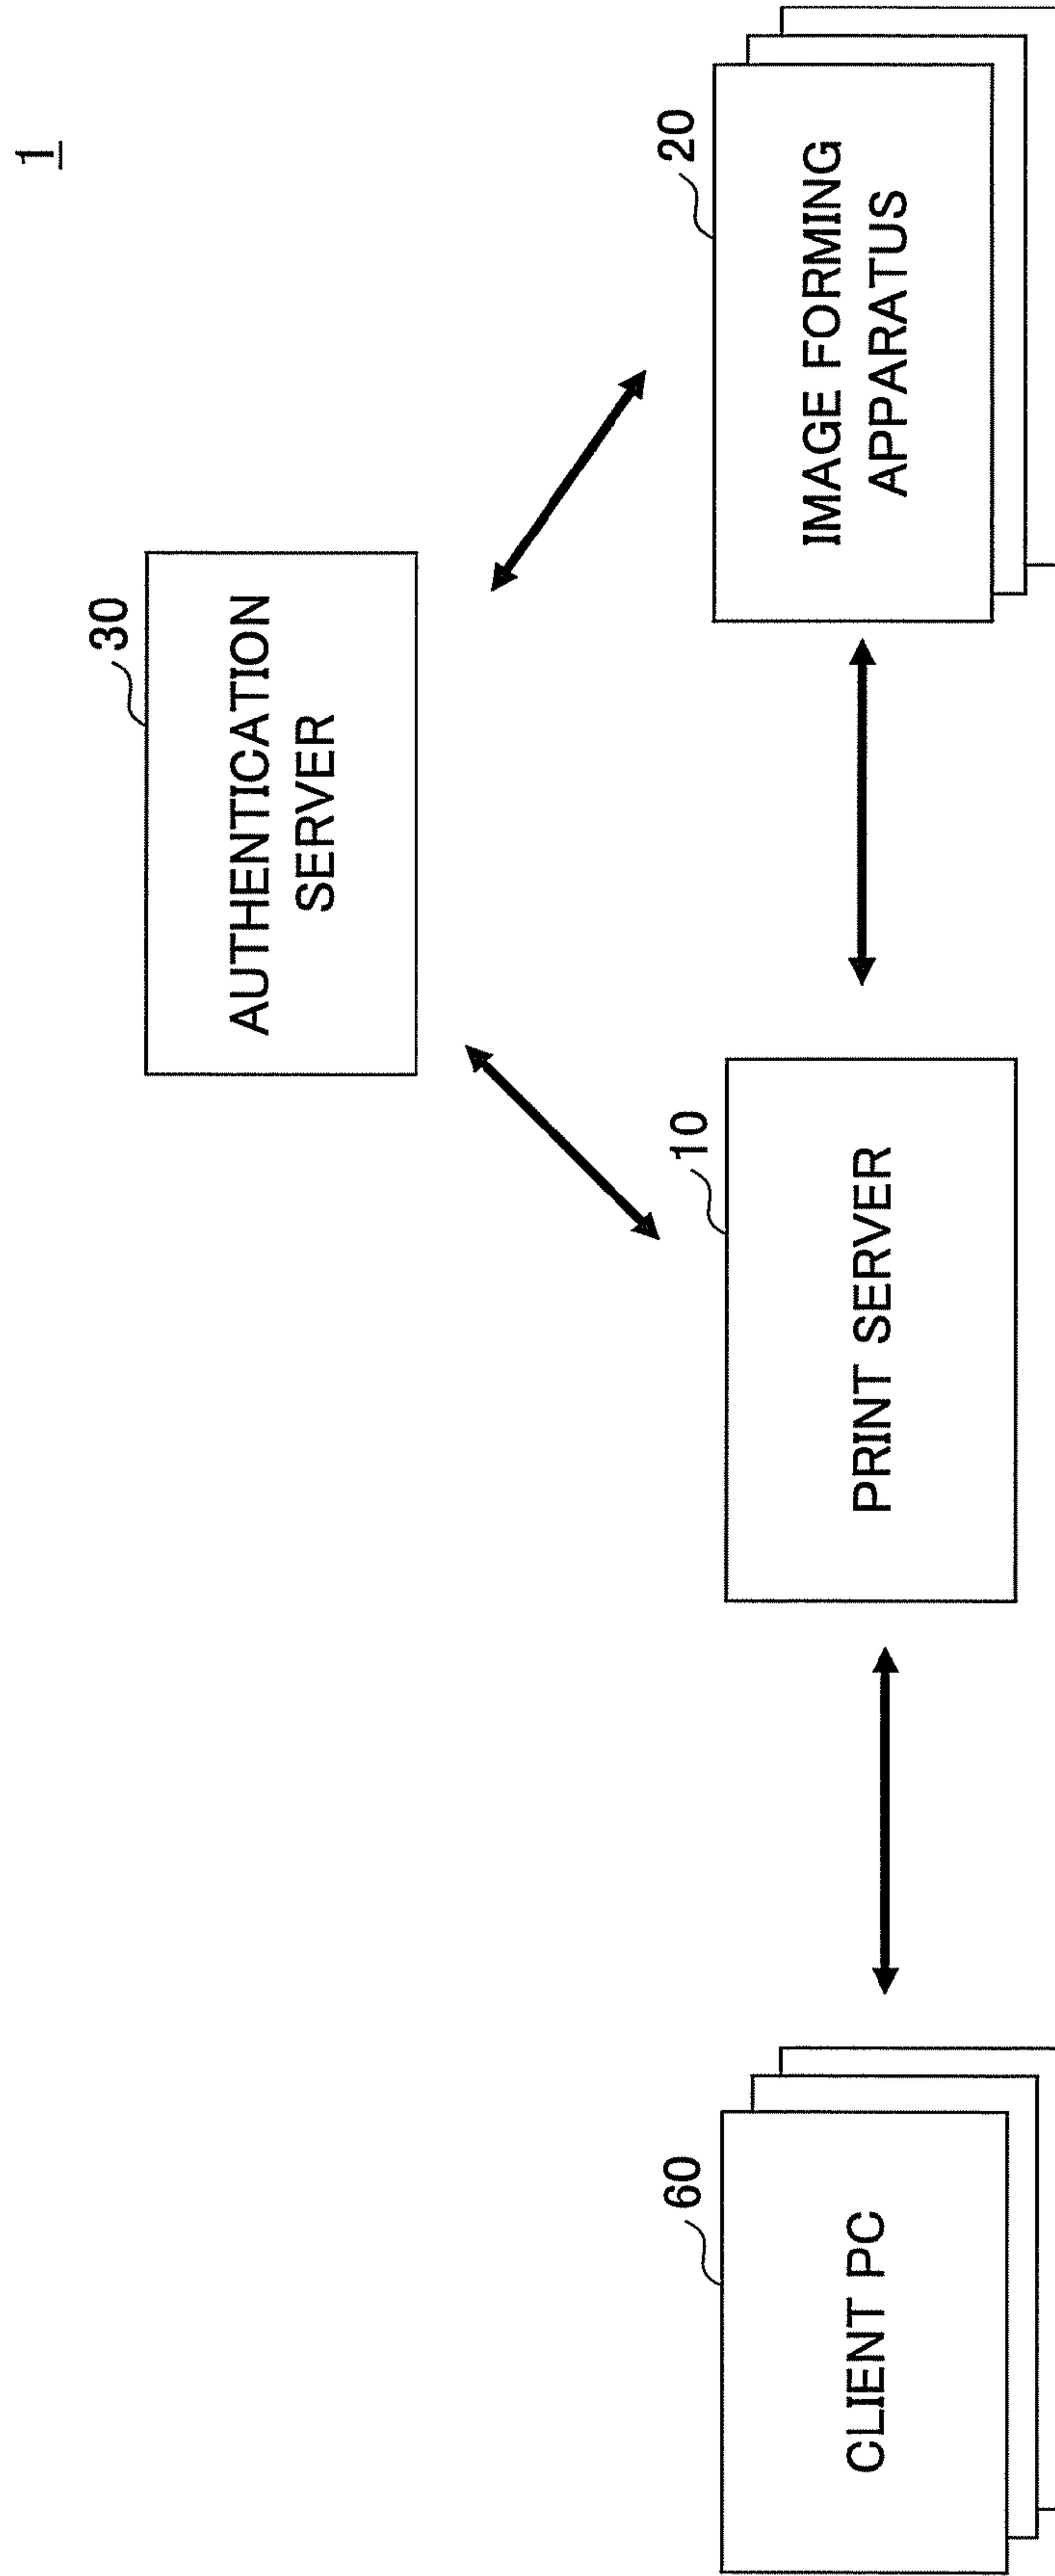 1
30
AUTHENTICATION
SERVER
60
CLIENT PC
10
PRINT SERVER
20
IMAGE FORMING
APPARATUS